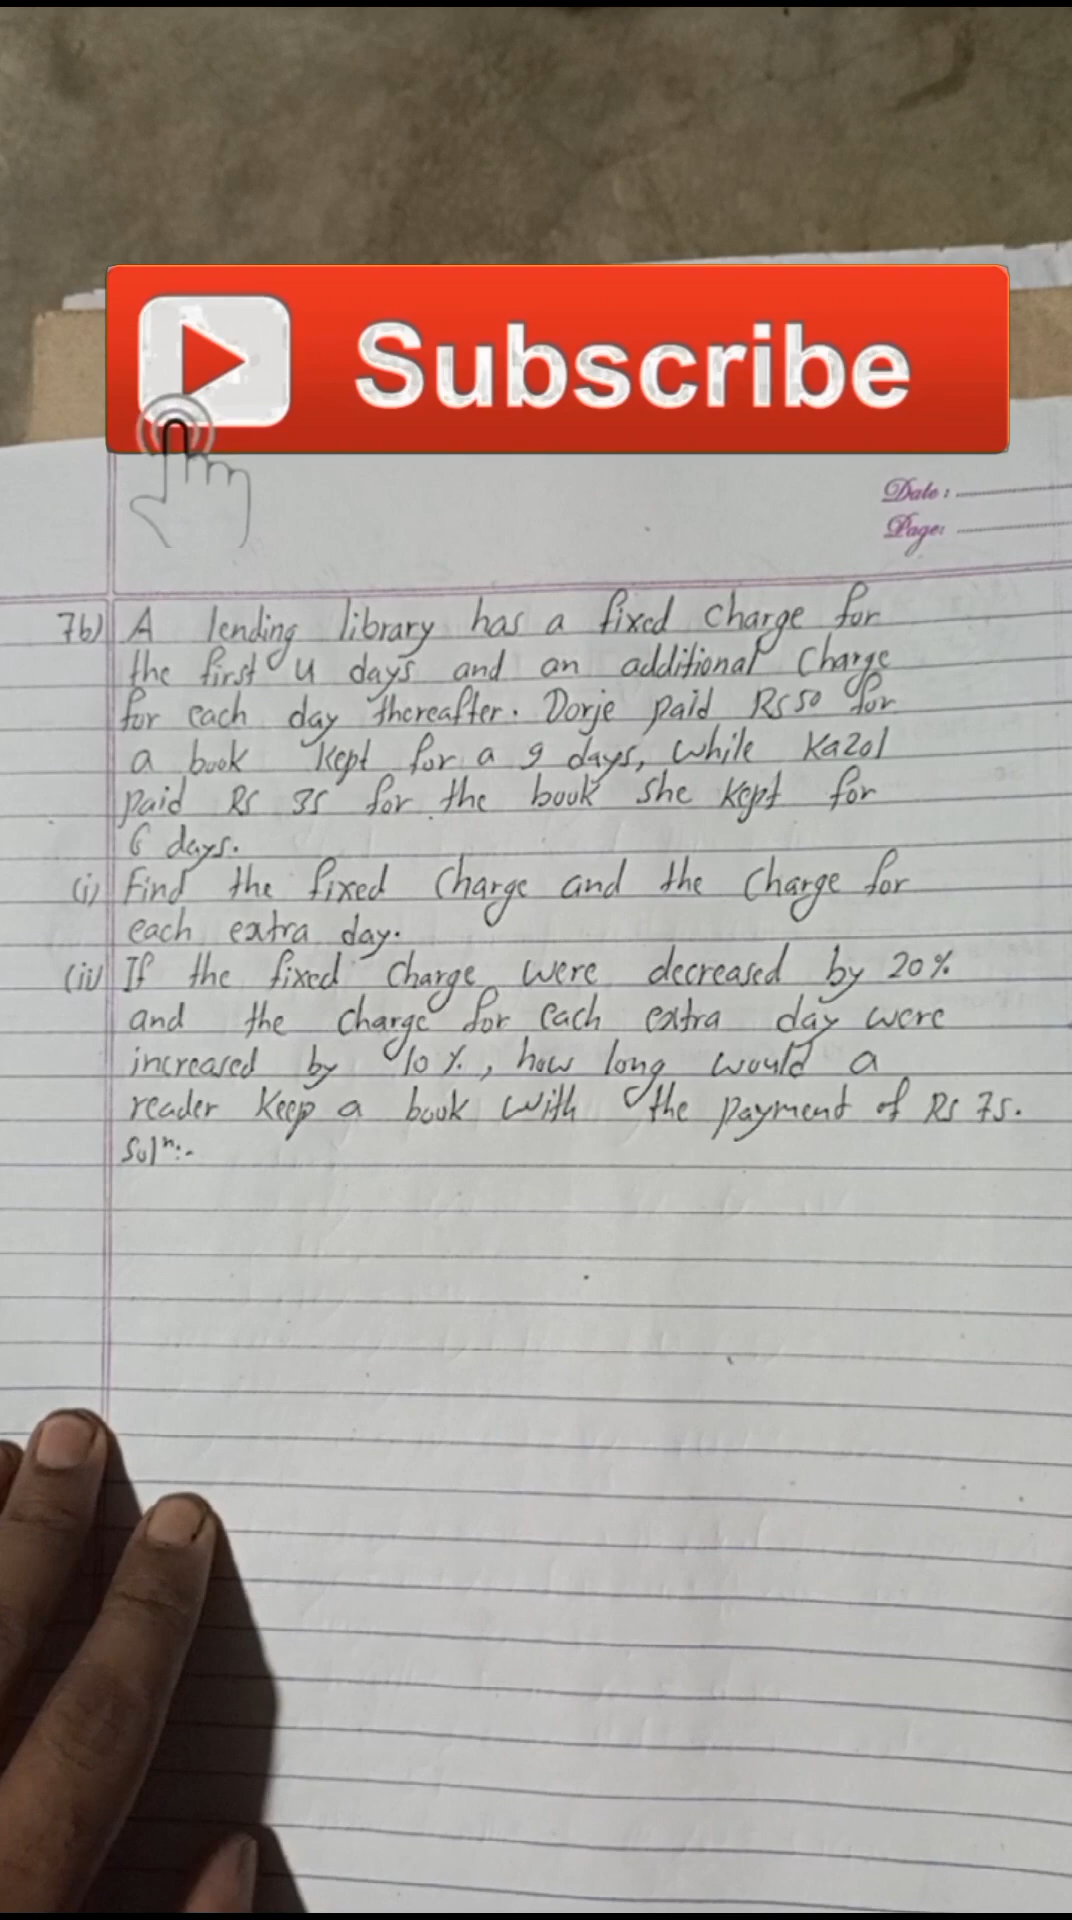 Subscribe
Date:
Page:
7b) A lending library has a fixed charge for
the first 4 days and an additional charge
for each day thereafter. Dorje paid Rs 50 for
a book kept for a 9 days, while Kazol
paid Rs 35 for the book she kept for
6 days.
(i) Find the fixed charge and the charge for
each extra day.
(ii) If the fixed charge were decreased by 20%
and the charge for each extra day were
increased by 10%, how long would a
reader keep a book with the payment of Rs 75.
Solⁿ:-